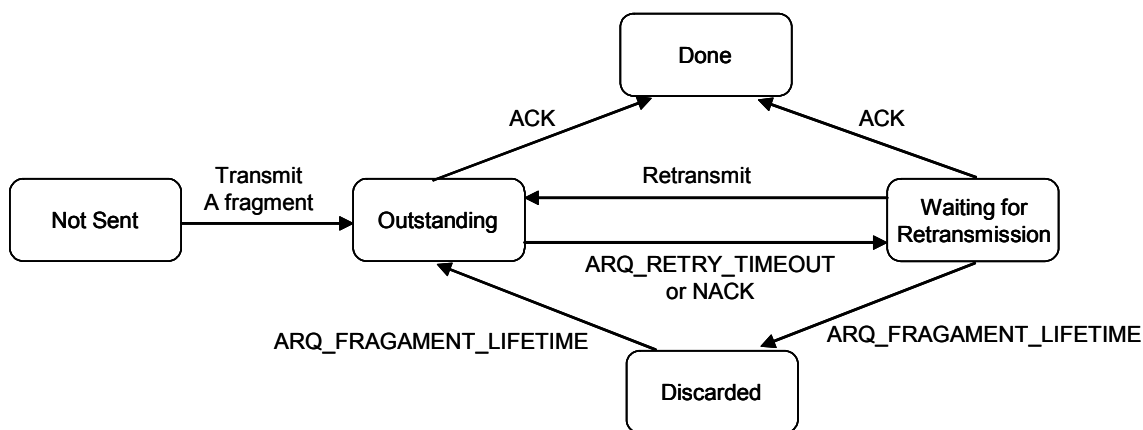 Done
ACK
ACK
Transmit
A fragment
Retransmit
Not Sent
Outstanding
Waiting for
Retransmission
ARQ_RETRY_TIMEOUT
or NACK
ARQ_FRAGAMENT_LIFETIME
ARQ_FRAGAMENT_LIFETIME
Discarded